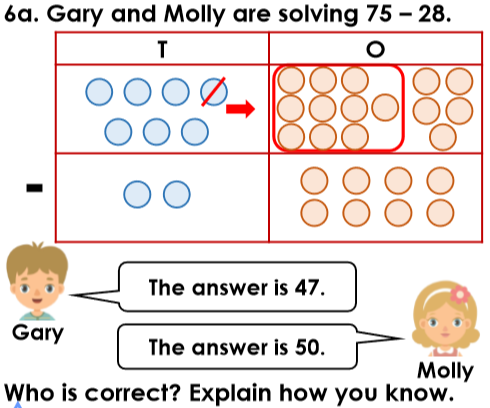 6a. Gary and Molly are solving 75 – 28.
T O
-
The answer is 47.
Gary
The answer is 50.
Molly
Who is correct? Explain how you know.